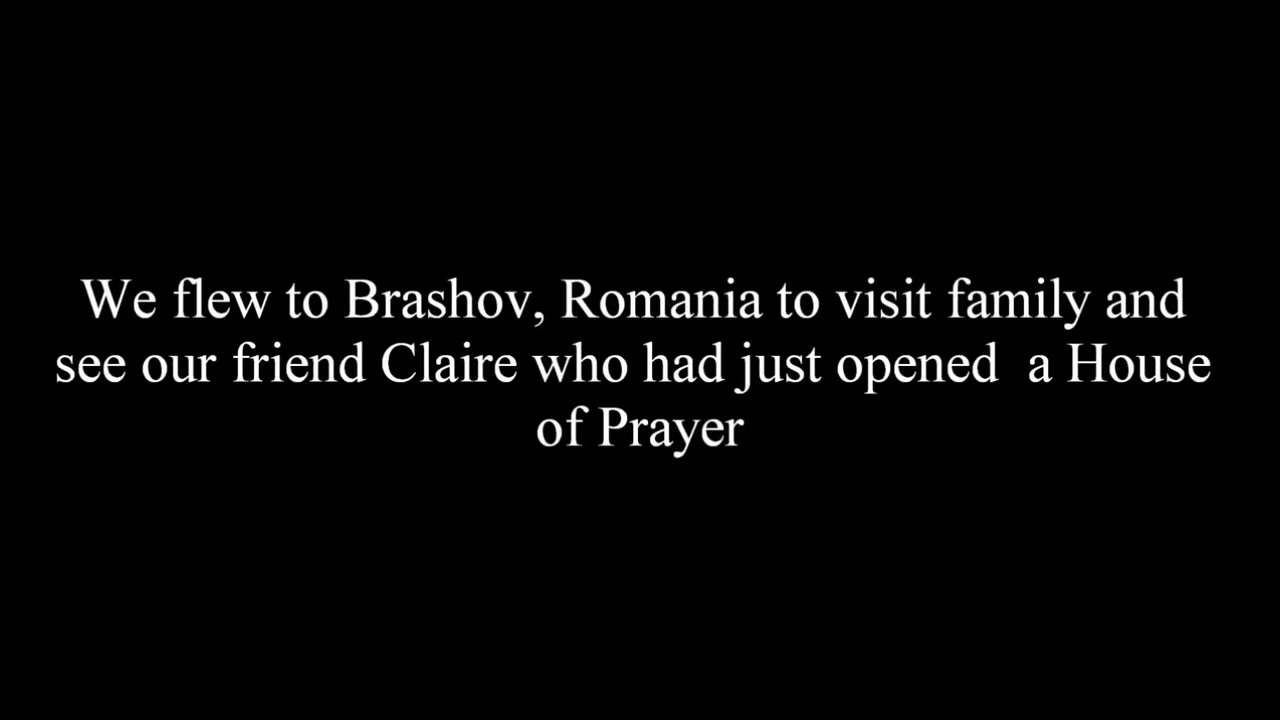 We flew to Brashov, Romania to visit family and
see our friend Claire who had just opened  a House
of Prayer